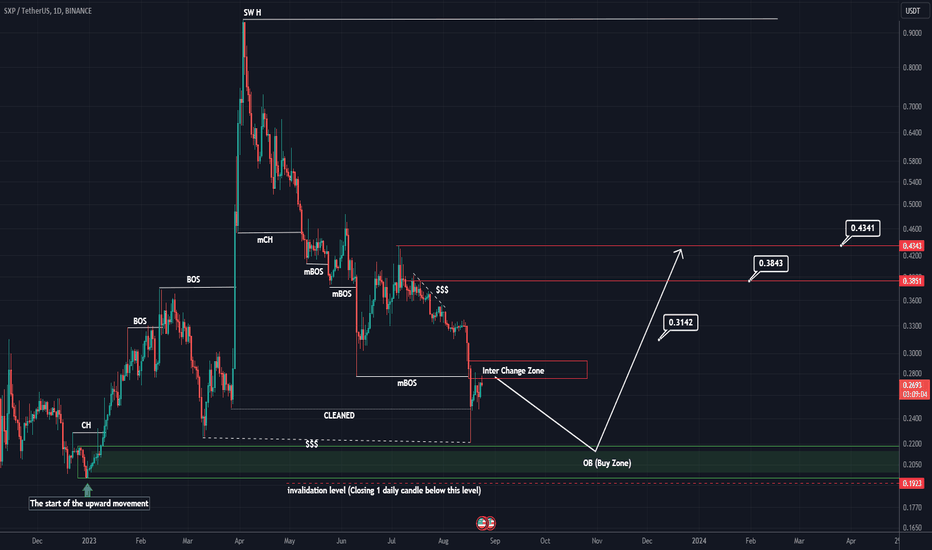 SXP / TetherUS, 1D, BINANCE
USDT
SW H
0.9000
0.8000
0.7000
0.6400
0.5800
0.5400
0.5000
0.4600
0.4341
0.4343
0.4200
mCH
mBOS
0.3843
0.3851
BOS
mBOS
$$$
0.3600
BOS
0.3142
0.3300
0.3000
Inter Change Zone
mBOS
0.2693
03:09:04
CLEANED
0.2400
CH
$$$
0.2200
OB (Buy Zone)
0.2050
invalidation level (Closing 1 daily candle below this level)
0.1923
The start of the upward movement
0.1770
0.1650
Dec
2023
Feb
Mar
Apr
May
Jun
Jul
Aug
Sep
Oct
Nov
Dec
2024
Feb
Mar
Apr